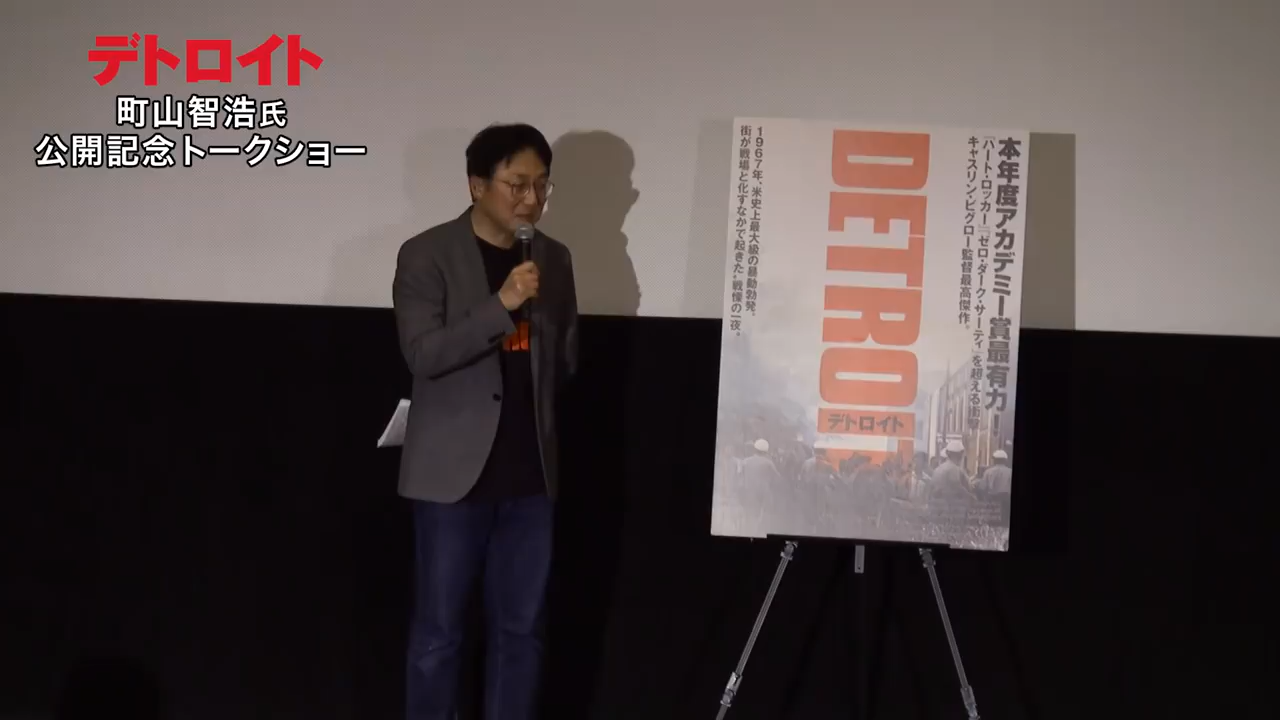 デトロイト
町山智浩氏
公開記念トークショー
本年度アカデミー賞最有力!
『ハート・ロッカー』『ゼロ・ダーク・サーティ』を超える衝撃
キャスリン・ビグロー監督最高傑作。
DETROIT
デトロイト
1967年、米史上最大級の暴動勃発。
街が戦場と化すなかで起きた“戦慄の一夜”。